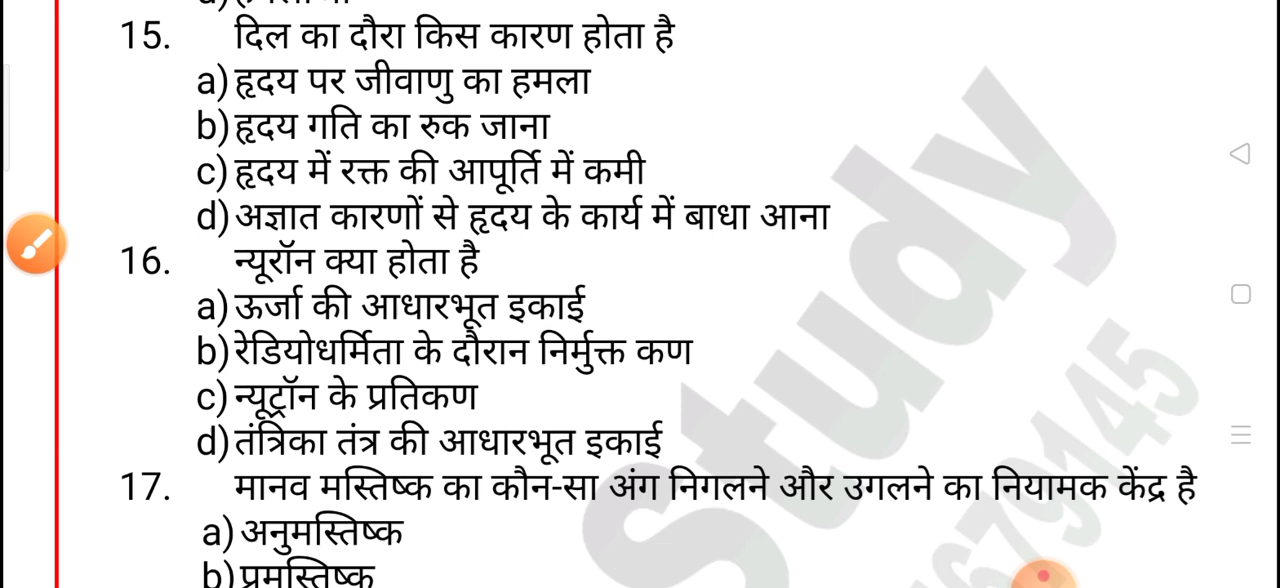 15. दिल का दौरा किस कारण होता है
a) हृदय पर जीवाणु का हमला
b) हृदय गति का रुक जाना
c) हृदय में रक्त की आपूर्ति में कमी
d) अज्ञात कारणों से हृदय के कार्य में बाधा आना
16. न्यूरॉन क्या होता है
a) ऊर्जा की आधारभूत इकाई
b) रेडियोधर्मिता के दौरान निर्मुक्त कण
c) न्यूट्रॉन के प्रतिकण
d) तंत्रिका तंत्र की आधारभूत इकाई
17. मानव मस्तिष्क का कौन-सा अंग निगलने और उगलने का नियामक केंद्र है
a) अनुमस्तिष्क
b) प्रमस्तिष्क
Study
679145